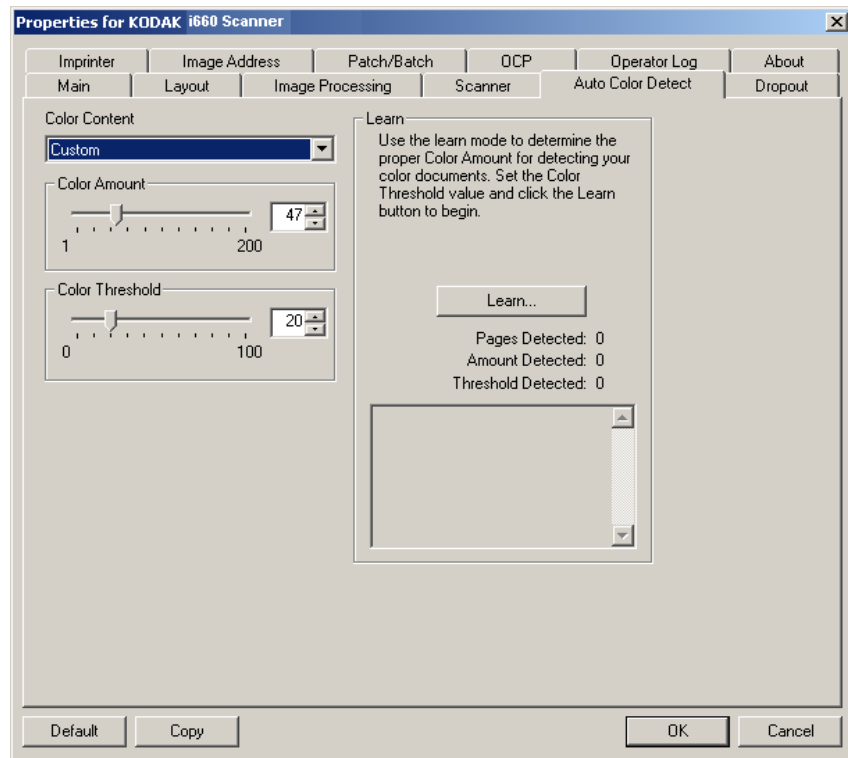 Properties for KODAK i660 Scanner
Imprinter Image Address Patch/Batch OCP Operator Log About
Main Layout Image Processing Scanner Auto Color Detect Dropout
Color Content
Custom
Color Amount
47
1 200
Color Threshold
20
0 100
Learn
Use the learn mode to determine the
proper Color Amount for detecting your
color documents. Set the Color
Threshold value and click the Learn
button to begin.
Learn...
Pages Detected: 0
Amount Detected: 0
Threshold Detected: 0
Default Copy OK Cancel